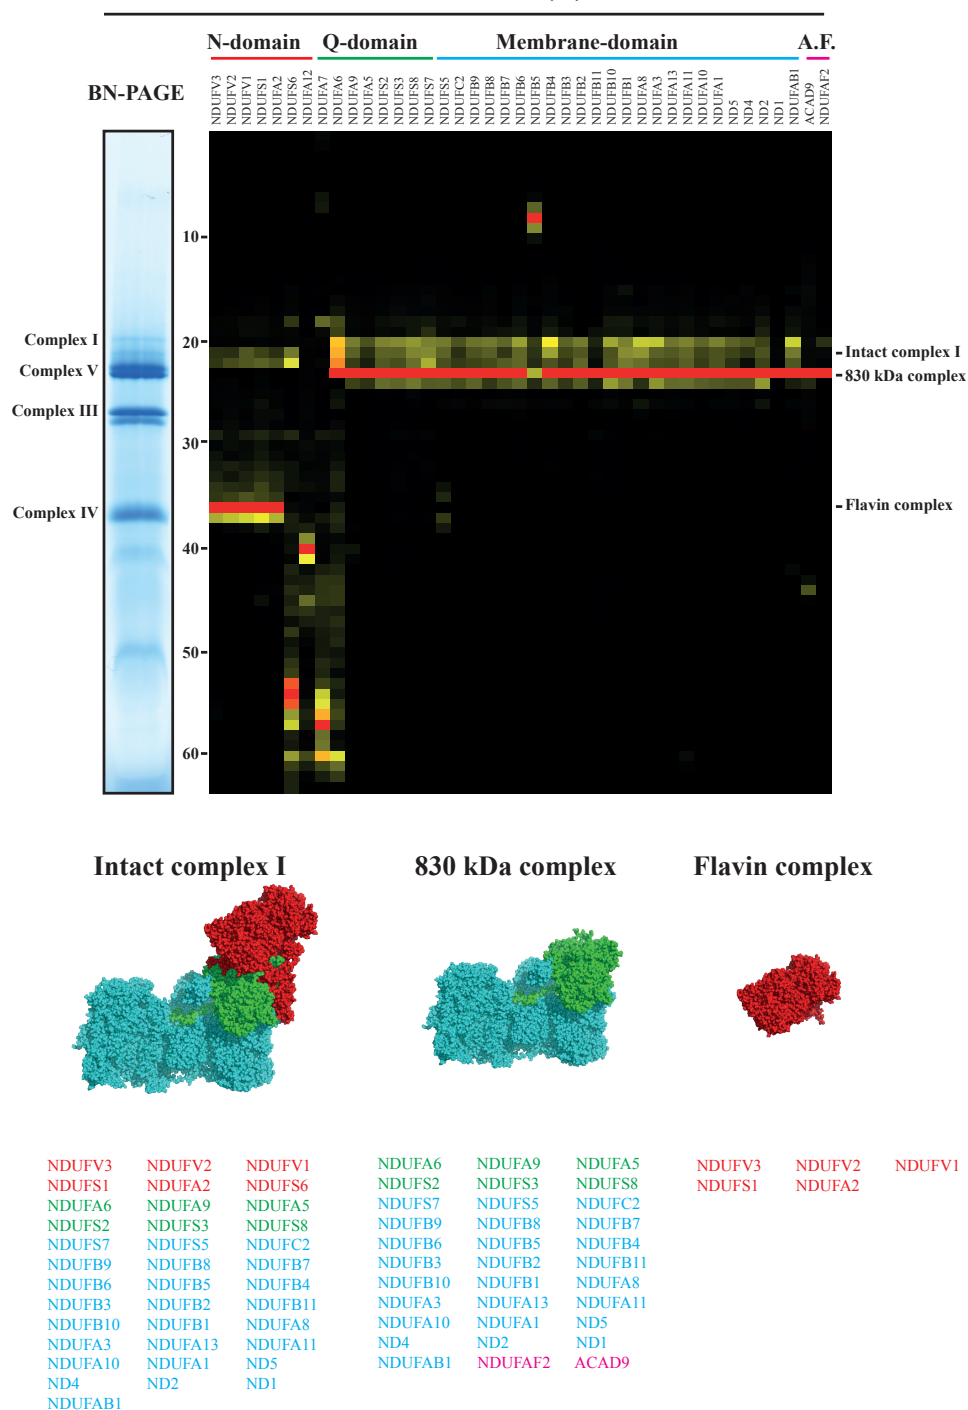 N-domain Q-domain Membrane-domain A.F.
BN-PAGE
NDUFV3
NDUFV2
NDUFV1
NDUFS1
NDUFA2
NDUFS6
NDUFA12
NDUFA7
NDUFA6
NDUFA9
NDUFA5
NDUFS2
NDUFS3
NDUFS8
NDUFS7
NDUFS5
NDUFC2
NDUFB9
NDUFB8
NDUFB7
NDUFB6
NDUFB5
NDUFB4
NDUFB3
NDUFB2
NDUFB11
NDUFB10
NDUFB1
NDUFA8
NDUFA3
NDUFA13
NDUFA11
NDUFA10
NDUFA1
ND5
ND4
ND2
ND1
NDUFAB1
ACAD9
NDUFAF2
10
Complex I 20 Intact complex I
Complex V 830 kDa complex
Complex III
30
Complex IV Flavin complex
40
50
60
Intact complex I 830 kDa complex Flavin complex
NDUFV3 NDUFV2 NDUFV1
NDUFS1 NDUFA2 NDUFS6
NDUFA6 NDUFA9 NDUFA5
NDUFS2 NDUFS3 NDUFS8
NDUFS7 NDUFS5 NDUFC2
NDUFB9 NDUFB8 NDUFB7
NDUFB6 NDUFB5 NDUFB4
NDUFB3 NDUFB2 NDUFB11
NDUFB10 NDUFB1 NDUFA8
NDUFA3 NDUFA13 NDUFA11
NDUFA10 NDUFA1 ND5
ND4 ND2 ND1
NDUFAB1
NDUFA6 NDUFA9 NDUFA5
NDUFS2 NDUFS3 NDUFS8
NDUFS7 NDUFS5 NDUFC2
NDUFB9 NDUFB8 NDUFB7
NDUFB6 NDUFB5 NDUFB4
NDUFB3 NDUFB2 NDUFB11
NDUFB10 NDUFB1 NDUFA8
NDUFA3 NDUFA13 NDUFA11
NDUFA10 NDUFA1 ND5
ND4 ND2 ND1
NDUFAB1 NDUFAF2 ACAD9
NDUFV3 NDUFV2 NDUFV1
NDUFS1 NDUFA2